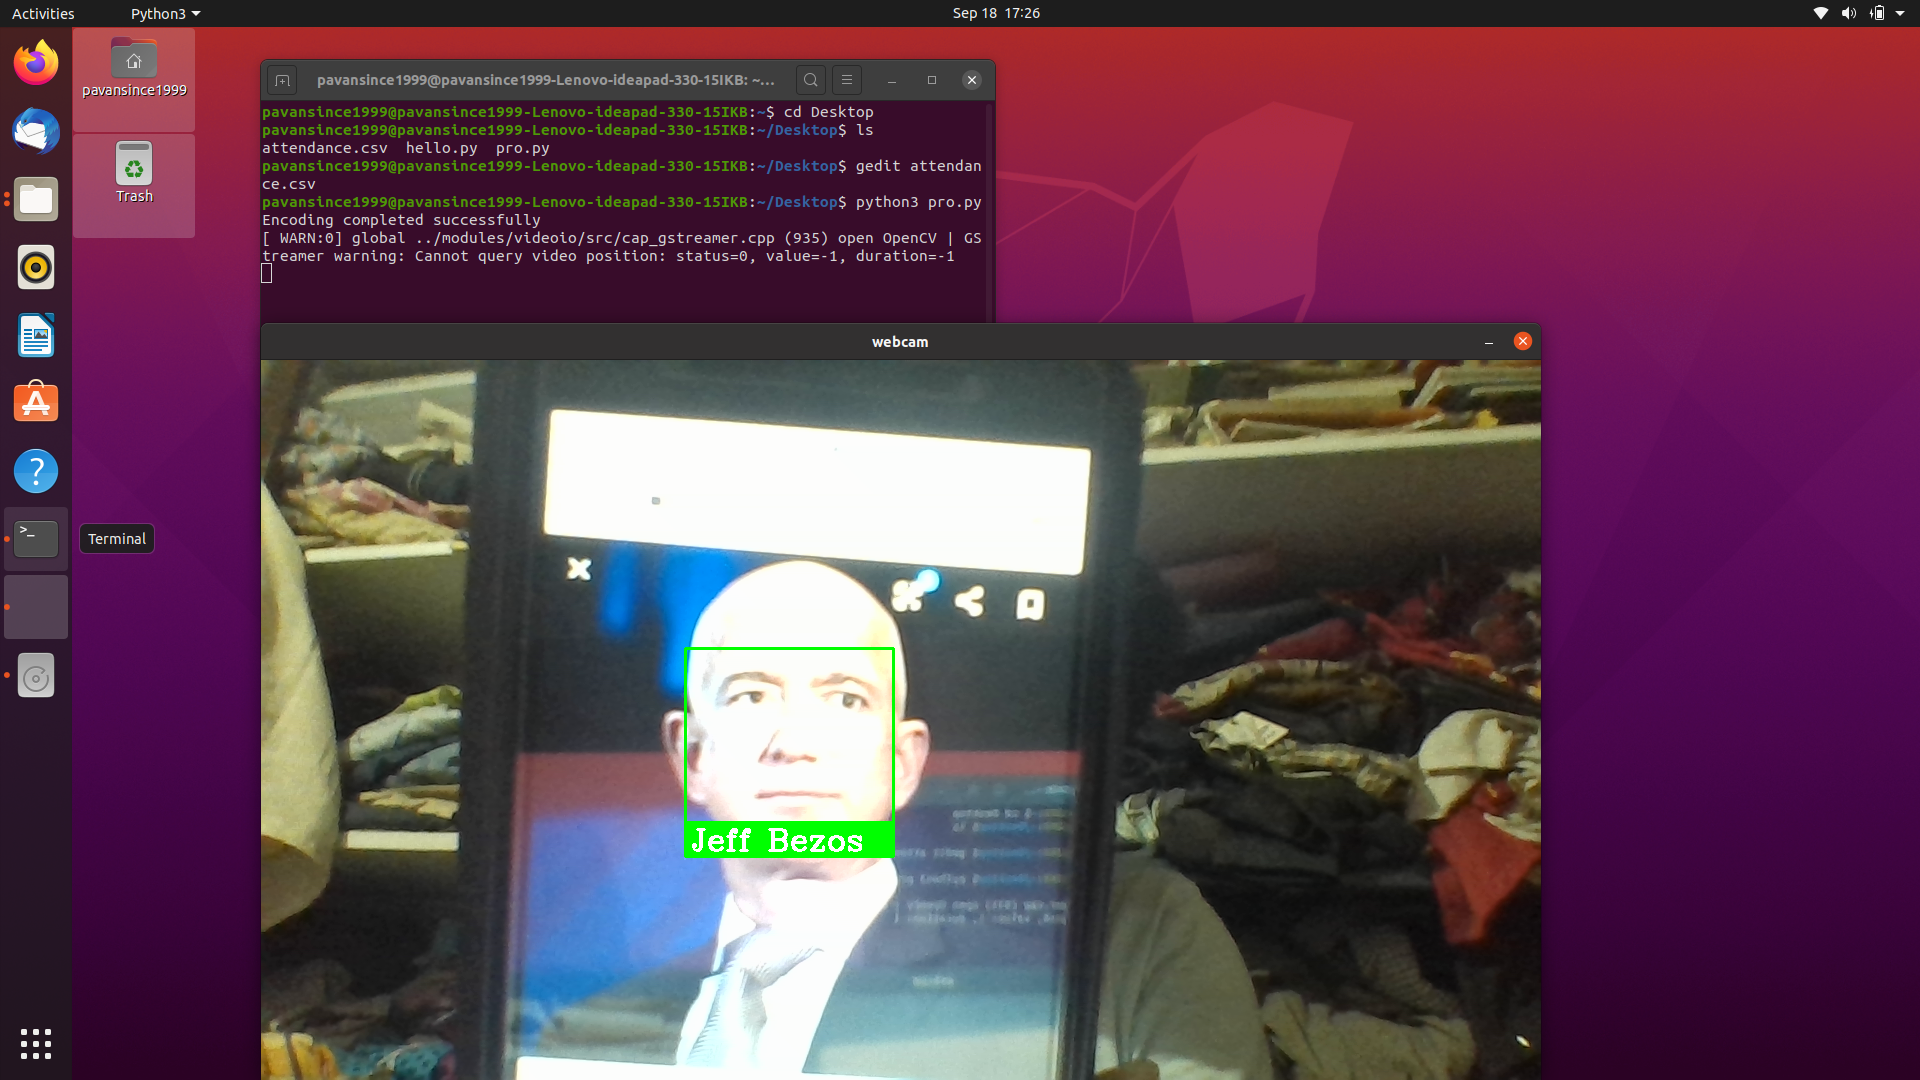 Activities
Python3
Sep 18 17:26
pavansince1999
Trash
Terminal
pavansince1999@pavansince1999-Lenovo-ideapad-330-15IKB: ~...
pavansince1999@pavansince1999-Lenovo-ideapad-330-15IKB:~$ cd Desktop
pavansince1999@pavansince1999-Lenovo-ideapad-330-15IKB:~/Desktop$ ls
attendance.csv  hello.py  pro.py
pavansince1999@pavansince1999-Lenovo-ideapad-330-15IKB:~/Desktop$ gedit attendan
ce.csv
pavansince1999@pavansince1999-Lenovo-ideapad-330-15IKB:~/Desktop$ python3 pro.py
Encoding completed successfully
[ WARN:0] global ../modules/videoio/src/cap_gstreamer.cpp (935) open OpenCV | GS
treamer warning: Cannot query video position: status=0, value=-1, duration=-1
webcam
Jeff Bezos